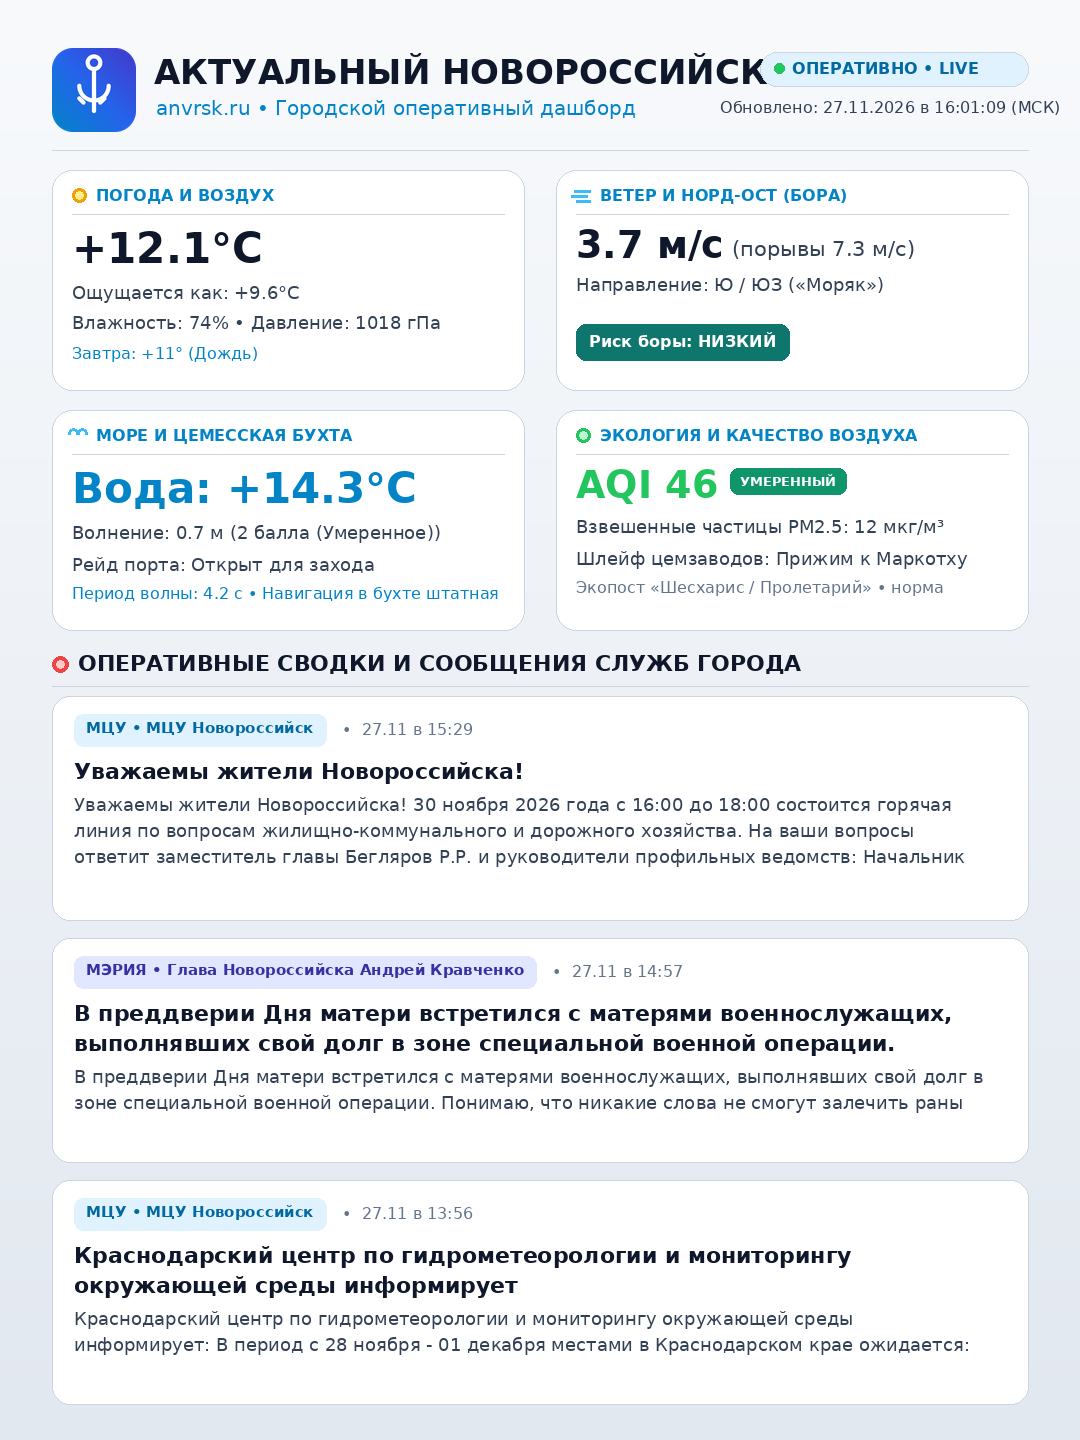 АКТУАЛЬНЫЙ НОВОРОССИЙСК
ОПЕРАТИВНО • LIVE
anvrsk.ru • Городской оперативный дашборд
Обновлено: 27.11.2026 в 16:01:09 (МСК)
ПОГОДА И ВОЗДУХ
+12.1°C
Ощущается как: +9.6°C
Влажность: 74% • Давление: 1018 гПа
Завтра: +11° (Дождь)
ВЕТЕР И НОРД-ОСТ (БОРА)
3.7 м/с (порывы 7.3 м/с)
Направление: Ю / ЮЗ («Моряк»)
Риск боры: НИЗКИЙ
МОРЕ И ЦЕМЕССКАЯ БУХТА
Вода: +14.3°C
Волнение: 0.7 м (2 балла (Умеренное))
Рейд порта: Открыт для захода
Период волны: 4.2 с • Навигация в бухте штатная
ЭКОЛОГИЯ И КАЧЕСТВО ВОЗДУХА
AQI 46 УМЕРЕННЫЙ
Взвешенные частицы PM2.5: 12 мкг/м³
Шлейф цемзаводов: Прижим к Маркотху
Экопост «Шесхарис / Пролетарий» • норма
ОПЕРАТИВНЫЕ СВОДКИ И СООБЩЕНИЯ СЛУЖБ ГОРОДА
МЦУ • МЦУ Новороссийск • 27.11 в 15:29
Уважаемы жители Новороссийска!
Уважаемы жители Новороссийска! 30 ноября 2026 года с 16:00 до 18:00 состоится горячая
линия по вопросам жилищно-коммунального и дорожного хозяйства. На ваши вопросы
ответит заместитель главы Бегляров Р.Р. и руководители профильных ведомств: Начальник
МЭРИЯ • Глава Новороссийска Андрей Кравченко • 27.11 в 14:57
В преддверии Дня матери встретился с матерями военнослужащих,
выполнявших свой долг в зоне специальной военной операции.
В преддверии Дня матери встретился с матерями военнослужащих, выполнявших свой долг в
зоне специальной военной операции. Понимаю, что никакие слова не смогут залечить раны
МЦУ • МЦУ Новороссийск • 27.11 в 13:56
Краснодарский центр по гидрометеорологии и мониторингу
окружающей среды информирует
Краснодарский центр по гидрометеорологии и мониторингу окружающей среды
информирует: В период с 28 ноября - 01 декабря местами в Краснодарском крае ожидается: